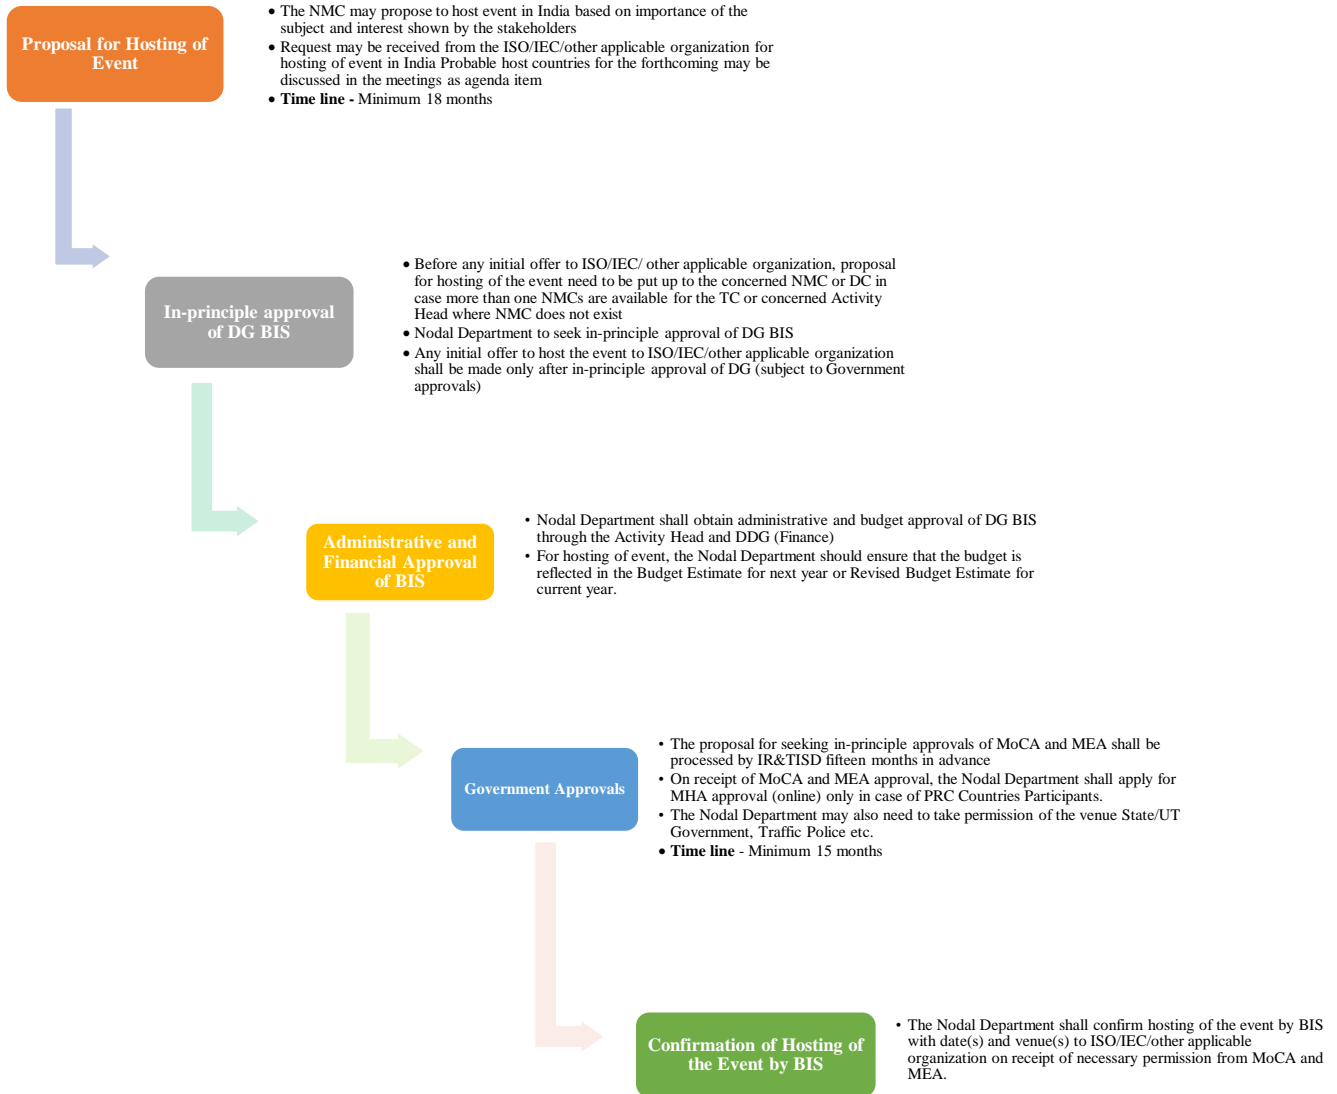 Proposal for Hosting of
Event
• The NMC may propose to host event in India based on importance of the
subject and interest shown by the stakeholders
• Request may be received from the ISO/IEC/other applicable organization for
hosting of event in India Probable host countries for the forthcoming may be
discussed in the meetings as agenda item
• Time line - Minimum 18 months
In-principle approval
of DG BIS
• Before any initial offer to ISO/IEC/ other applicable organization, proposal
for hosting of the event need to be put up to the concerned NMC or DC in
case more than one NMCs are available for the TC or concerned Activity
Head where NMC does not exist
• Nodal Department to seek in-principle approval of DG BIS
• Any initial offer to host the event to ISO/IEC/other applicable organization
shall be made only after in-principle approval of DG (subject to Government
approvals)
Administrative and
Financial Approval
of BIS
• Nodal Department shall obtain administrative and budget approval of DG BIS
through the Activity Head and DDG (Finance)
• For hosting of event, the Nodal Department should ensure that the budget is
reflected in the Budget Estimate for next year or Revised Budget Estimate for
current year.
Government Approvals
• The proposal for seeking in-principle approvals of MoCA and MEA shall be
processed by IR&TISD fifteen months in advance
• On receipt of MoCA and MEA approval, the Nodal Department shall apply for
MHA approval (online) only in case of PRC Countries Participants.
• The Nodal Department may also need to take permission of the venue State/UT
Government, Traffic Police etc.
• Time line - Minimum 15 months
Confirmation of Hosting of
the Event by BIS
• The Nodal Department shall confirm hosting of the event by BIS
with date(s) and venue(s) to ISO/IEC/other applicable
organization on receipt of necessary permission from MoCA and
MEA.